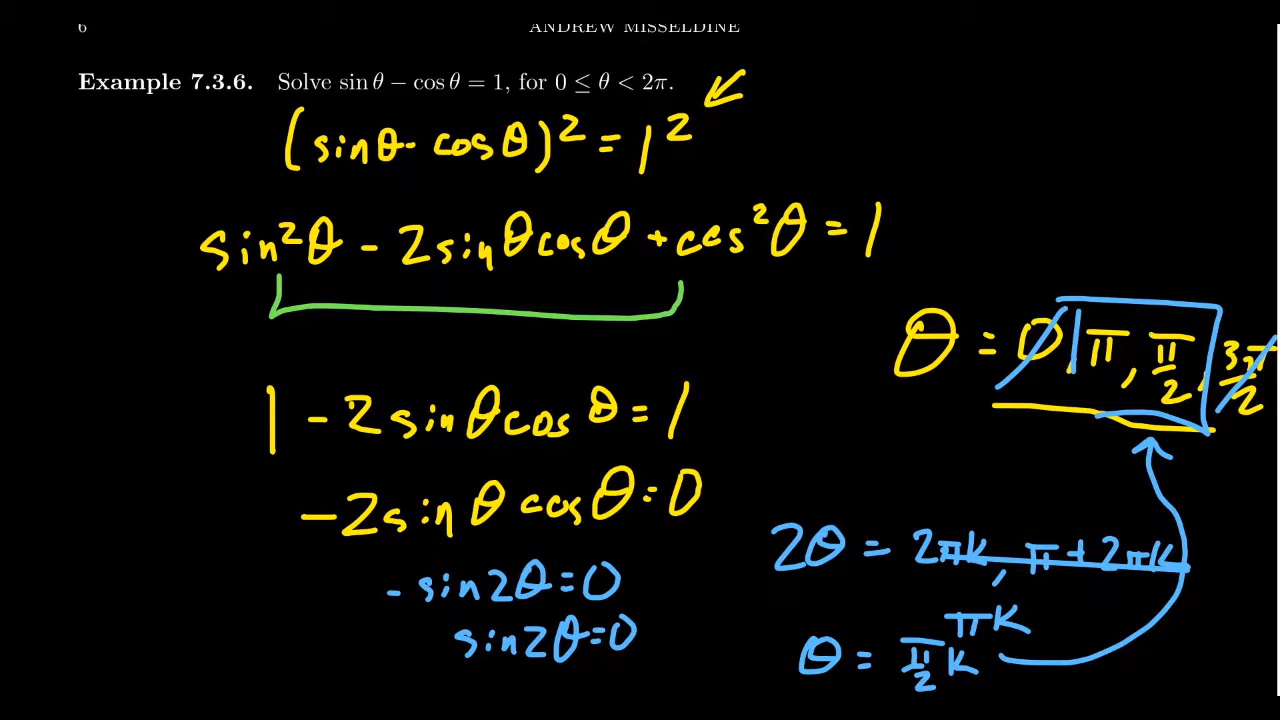 6 ANDREW MISSELDINE
Example 7.3.6. Solve sin θ − cos θ = 1, for 0 ≤ θ < 2π.
(sinθ - cosθ)² = 1²
sin²θ - 2sinθcosθ + cos²θ = 1
θ = 0, π, π/2, 3π/2
1 - 2sinθcosθ = 1
-2sinθcosθ = 0
2θ = 2πk, π + 2πk
-sin2θ = 0
πk
sin2θ = 0
θ = π/2 k